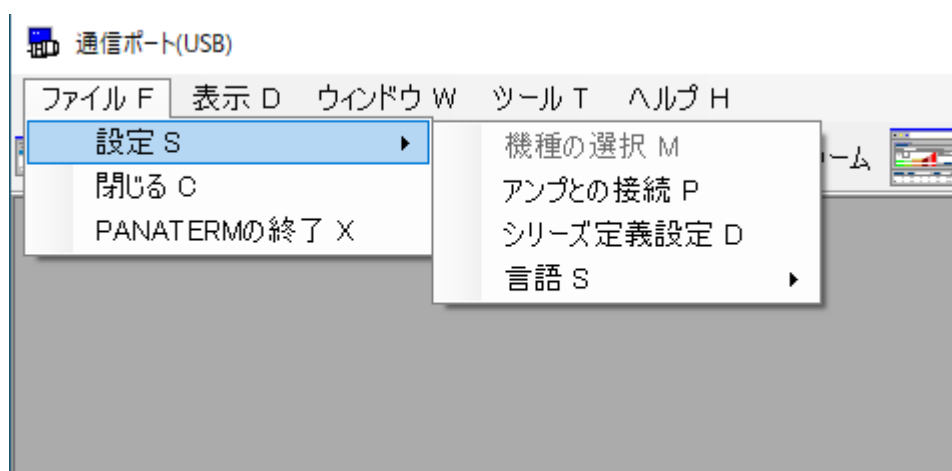 通信ポート(USB)
ファイル F 表示 D ウィンドウ W ツール T ヘルプ H
設定 S
閉じる C
PANATERMの終了 X
機種の選択 M
アンプとの接続 P
シリーズ定義設定 D
言語 S
ーム